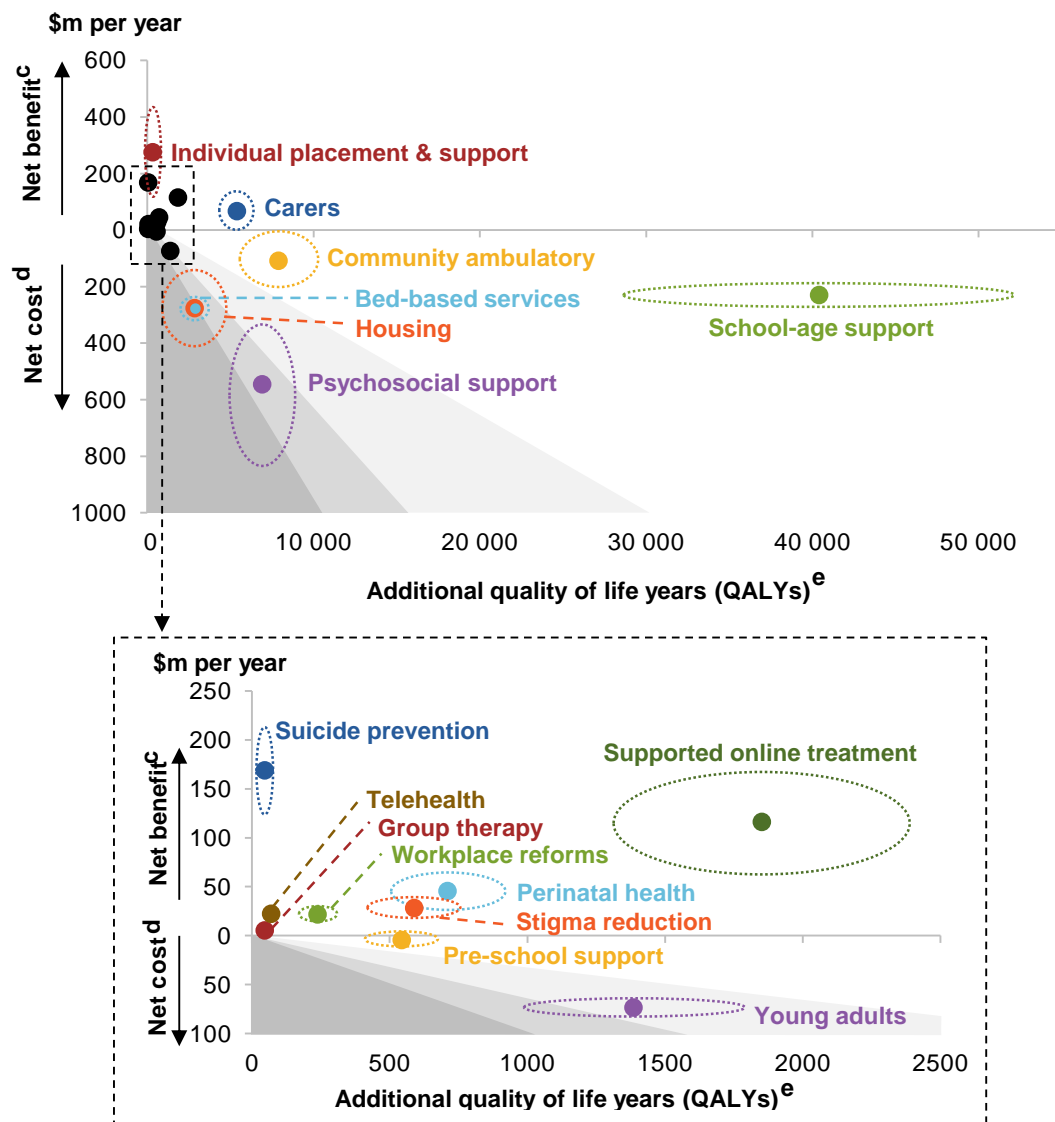 $m per year
600
400
200
0
200
400
600
800
1000
Net benefitc
Net cost d
Individual placement & support
Carers
Community ambulatory
Bed-based services
Housing
School-age support
Psychosocial support
0 10 000 20 000 30 000 40 000 50 000
Additional quality of life years (QALYs)e
$m per year
250
200
150
100
50
0
50
100
Net benefitc
Net costd
Suicide prevention
Supported online treatment
Telehealth
Group therapy
Workplace reforms
Perinatal health
Stigma reduction
Pre-school support
Young adults
0 500 1000 1500 2000 2500
Additional quality of life years (QALYs)e